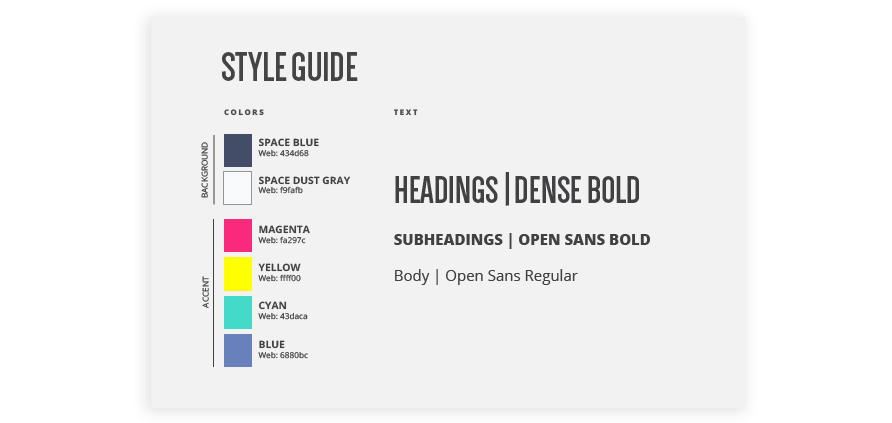 STYLE GUIDE
COLORS
BACKGROUND
SPACE BLUE
Web: 434d68
SPACE DUST GRAY
Web: f9fafb
ACCENT
MAGENTA
Web: fa297c
YELLOW
Web: ffff00
CYAN
Web: 43daca
BLUE
Web: 6880bc
TEXT
HEADINGS | DENSE BOLD
SUBHEADINGS | OPEN SANS BOLD
Body | Open Sans Regular